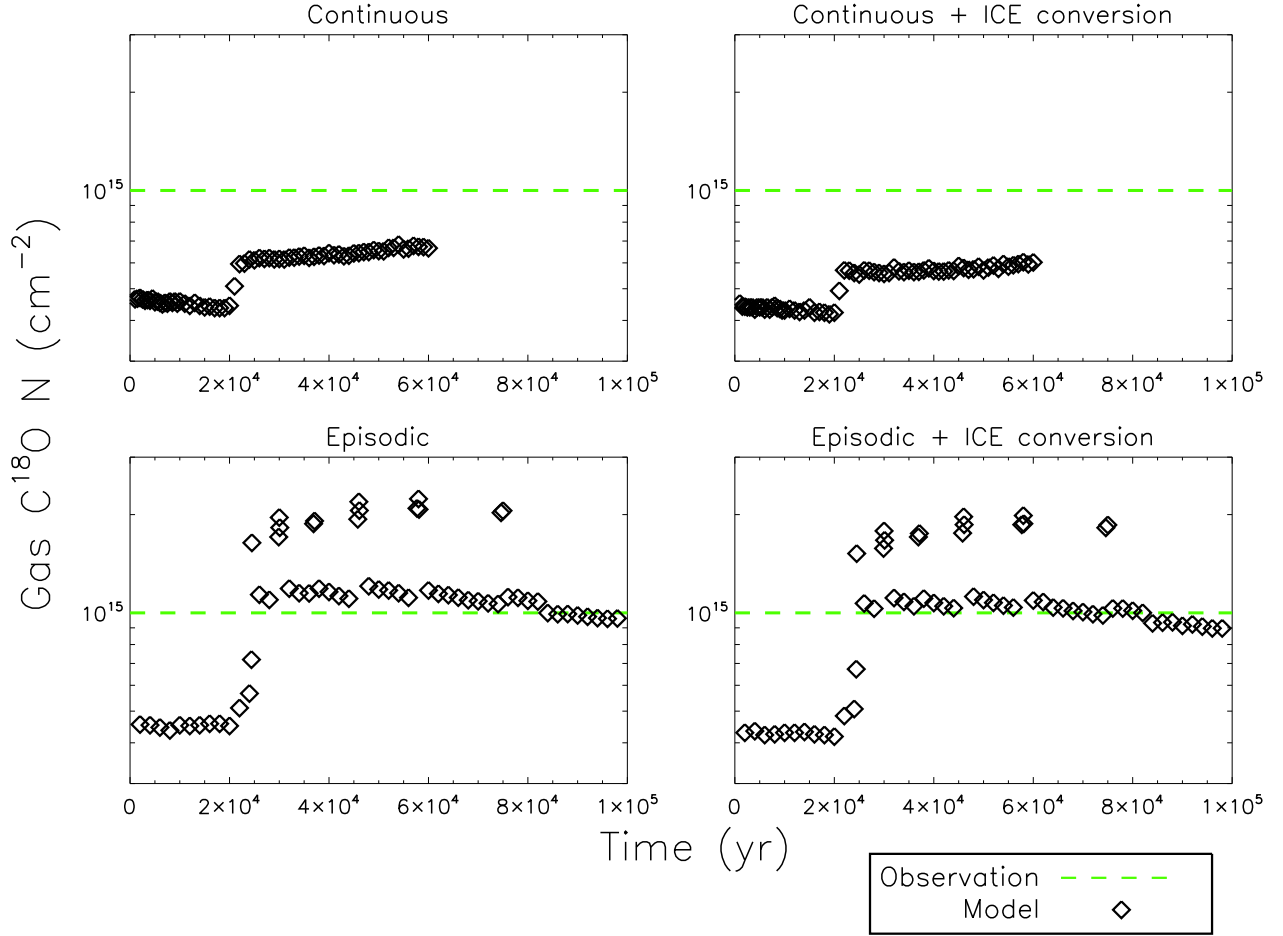 Continuous
Continuous + ICE conversion
10^15
10^15
0 2×10^4 4×10^4 6×10^4 8×10^4 1×10^5
0 2×10^4 4×10^4 6×10^4 8×10^4 1×10^5
Gas C^18O N (cm^−2)
Episodic
Episodic + ICE conversion
10^15
10^15
0 2×10^4 4×10^4 6×10^4 8×10^4 1×10^5
0 2×10^4 4×10^4 6×10^4 8×10^4 1×10^5
Time (yr)
Observation
Model